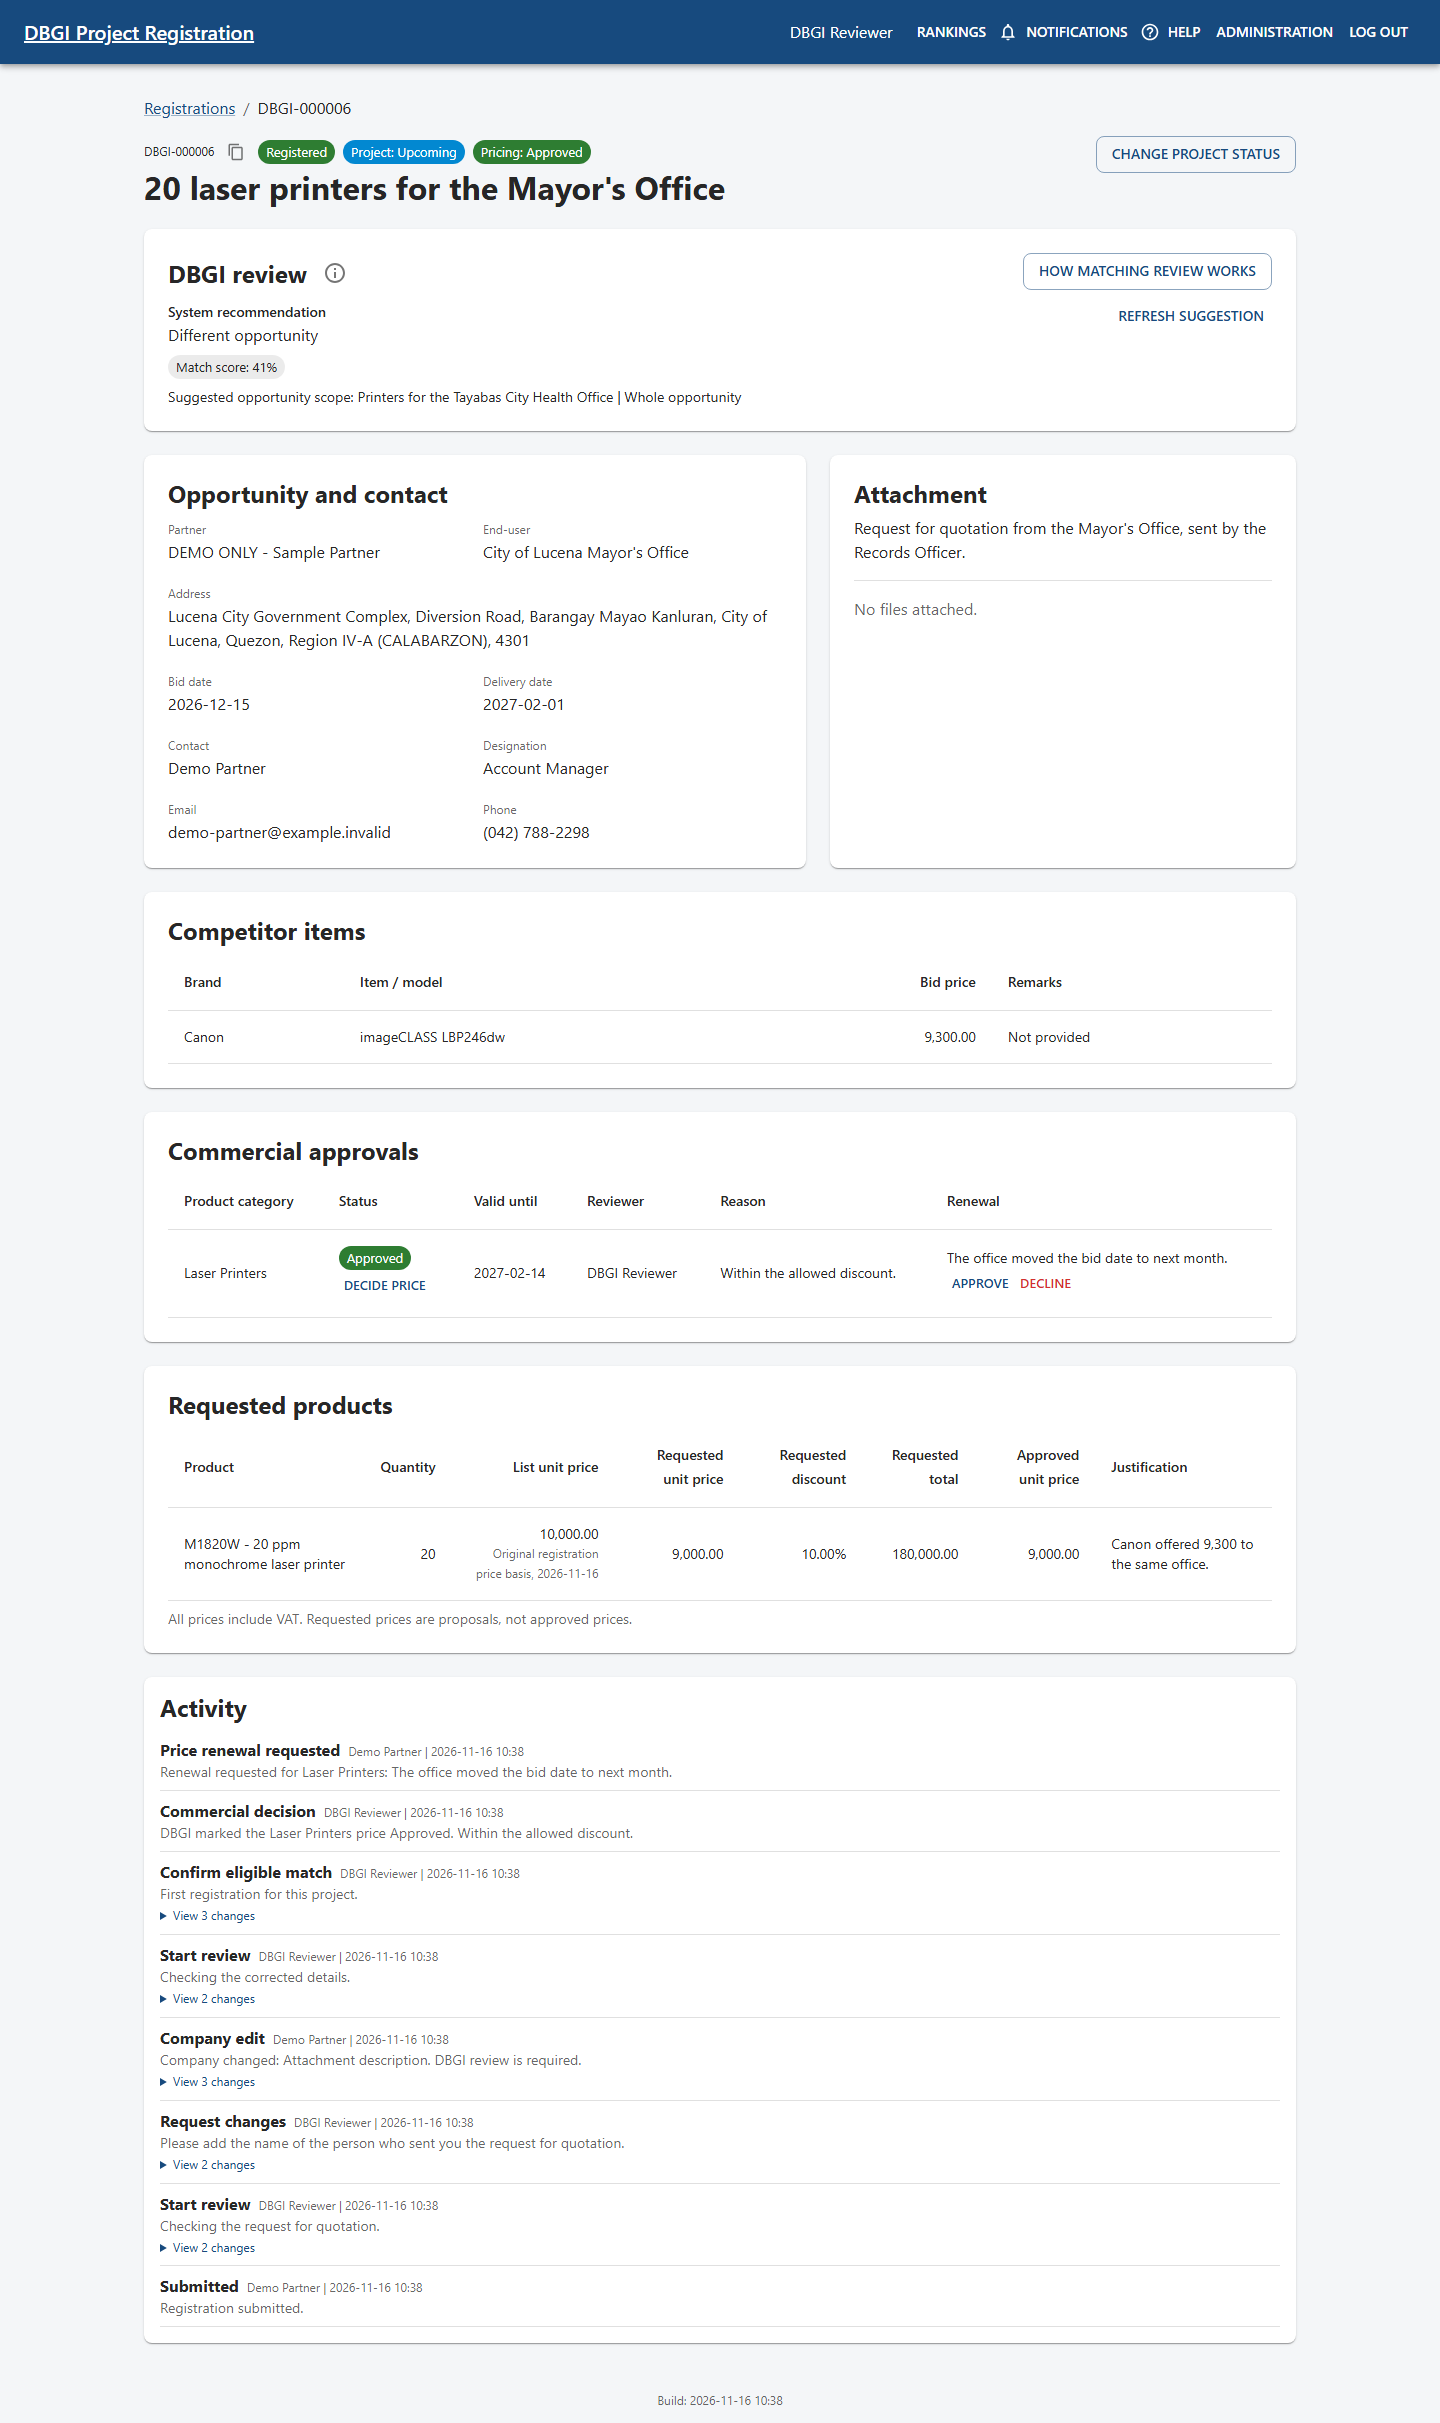 DBGI Project Registration
DBGI Reviewer RANKINGS NOTIFICATIONS HELP ADMINISTRATION LOG OUT
Registrations / DBGI-000006
DBGI-000006 Registered Project: Upcoming Pricing: Approved
CHANGE PROJECT STATUS
20 laser printers for the Mayor's Office
DBGI review
HOW MATCHING REVIEW WORKS
System recommendation
REFRESH SUGGESTION
Different opportunity
Match score: 41%
Suggested opportunity scope: Printers for the Tayabas City Health Office | Whole opportunity
Opportunity and contact
Partner
DEMO ONLY - Sample Partner
End-user
City of Lucena Mayor's Office
Address
Lucena City Government Complex, Diversion Road, Barangay Mayao Kanluran, City of
Lucena, Quezon, Region IV-A (CALABARZON), 4301
Bid date
2026-12-15
Delivery date
2027-02-01
Contact
Demo Partner
Designation
Account Manager
Email
demo-partner@example.invalid
Phone
(042) 788-2298
Attachment
Request for quotation from the Mayor's Office, sent by the
Records Officer.
No files attached.
Competitor items
Brand Item / model Bid price Remarks
Canon imageCLASS LBP246dw 9,300.00 Not provided
Commercial approvals
Product category Status Valid until Reviewer Reason Renewal
Laser Printers
Approved
DECIDE PRICE
2027-02-14
DBGI Reviewer
Within the allowed discount.
The office moved the bid date to next month.
APPROVE DECLINE
Requested products
Product
Quantity
List unit price
Requested
unit price
Requested
discount
Requested
total
Approved
unit price
Justification
M1820W - 20 ppm
monochrome laser printer
20
10,000.00
Original registration
price basis, 2026-11-16
9,000.00
10.00%
180,000.00
9,000.00
Canon offered 9,300 to
the same office.
All prices include VAT. Requested prices are proposals, not approved prices.
Activity
Price renewal requested Demo Partner | 2026-11-16 10:38
Renewal requested for Laser Printers: The office moved the bid date to next month.
Commercial decision DBGI Reviewer | 2026-11-16 10:38
DBGI marked the Laser Printers price Approved. Within the allowed discount.
Confirm eligible match DBGI Reviewer | 2026-11-16 10:38
First registration for this project.
View 3 changes
Start review DBGI Reviewer | 2026-11-16 10:38
Checking the corrected details.
View 2 changes
Company edit Demo Partner | 2026-11-16 10:38
Company changed: Attachment description. DBGI review is required.
View 3 changes
Request changes DBGI Reviewer | 2026-11-16 10:38
Please add the name of the person who sent you the request for quotation.
View 2 changes
Start review DBGI Reviewer | 2026-11-16 10:38
Checking the request for quotation.
View 2 changes
Submitted Demo Partner | 2026-11-16 10:38
Registration submitted.
Build: 2026-11-16 10:38